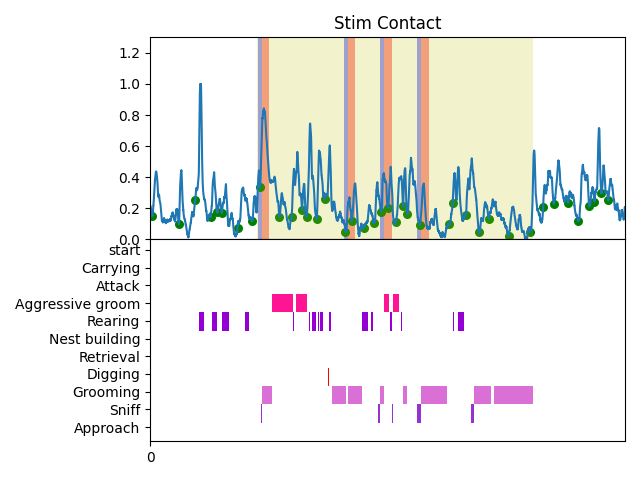 Stim Contact
1.2
1.0
0.8
0.6
0.4
0.2
0.0
start
Carrying
Attack
Aggressive groom
Rearing
Nest building
Retrieval
Digging
Grooming
Sniff
Approach
0